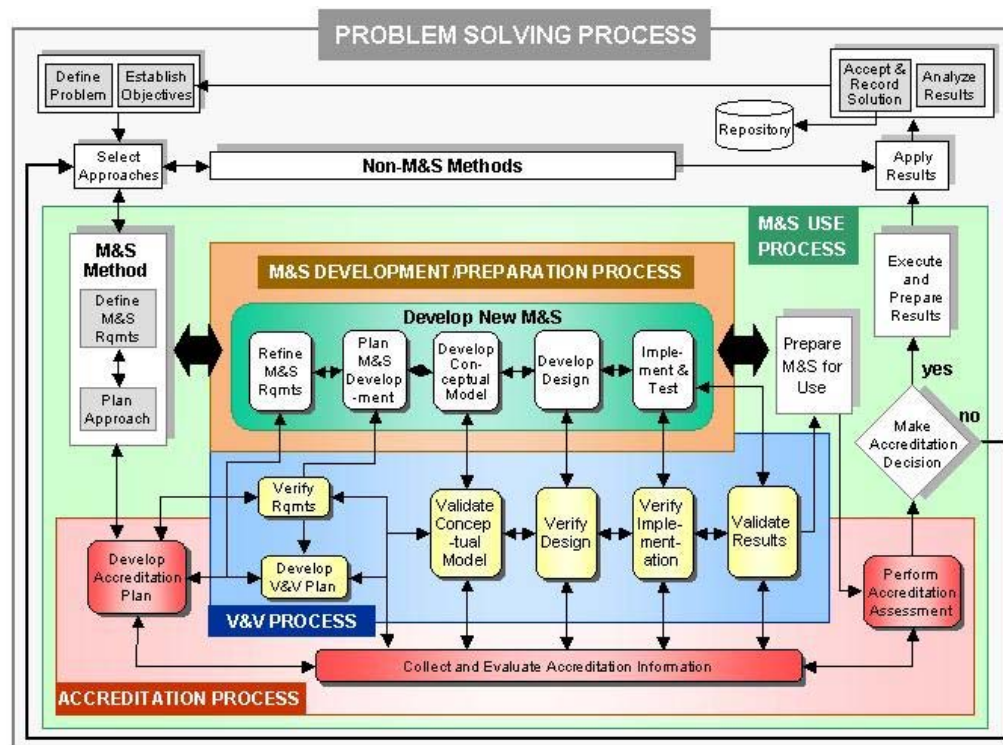 PROBLEM SOLVING PROCESS
Define
Problem
Establish
Objectives
Accept &
Record
Solution
Analyze
Results
Repository
Select
Approaches
Non-M&S Methods
Apply
Results
M&S USE
PROCESS
M&S
Method
Define
M&S
Rqmts
Plan
Approach
M&S DEVELOPMENT/PREPARATION PROCESS
Develop New M&S
Refine
M&S
Rqmts
Plan
M&S
Develop
-ment
Develop
Con-
ceptual
Model
Develop
Design
Imple-
ment &
Test
Prepare
M&S for
Use
Execute
and
Prepare
Results
yes
no
Make
Accreditation
Decision
Verify
Rqmts
Develop
V&V Plan
Validate
Concep
-tual
Model
Verify
Design
Verify
Imple-
ment-
ation
Validate
Results
V&V PROCESS
Develop
Accreditation
Plan
Perform
Accreditation
Assessment
Collect and Evaluate Accreditation Information
ACCREDITATION PROCESS